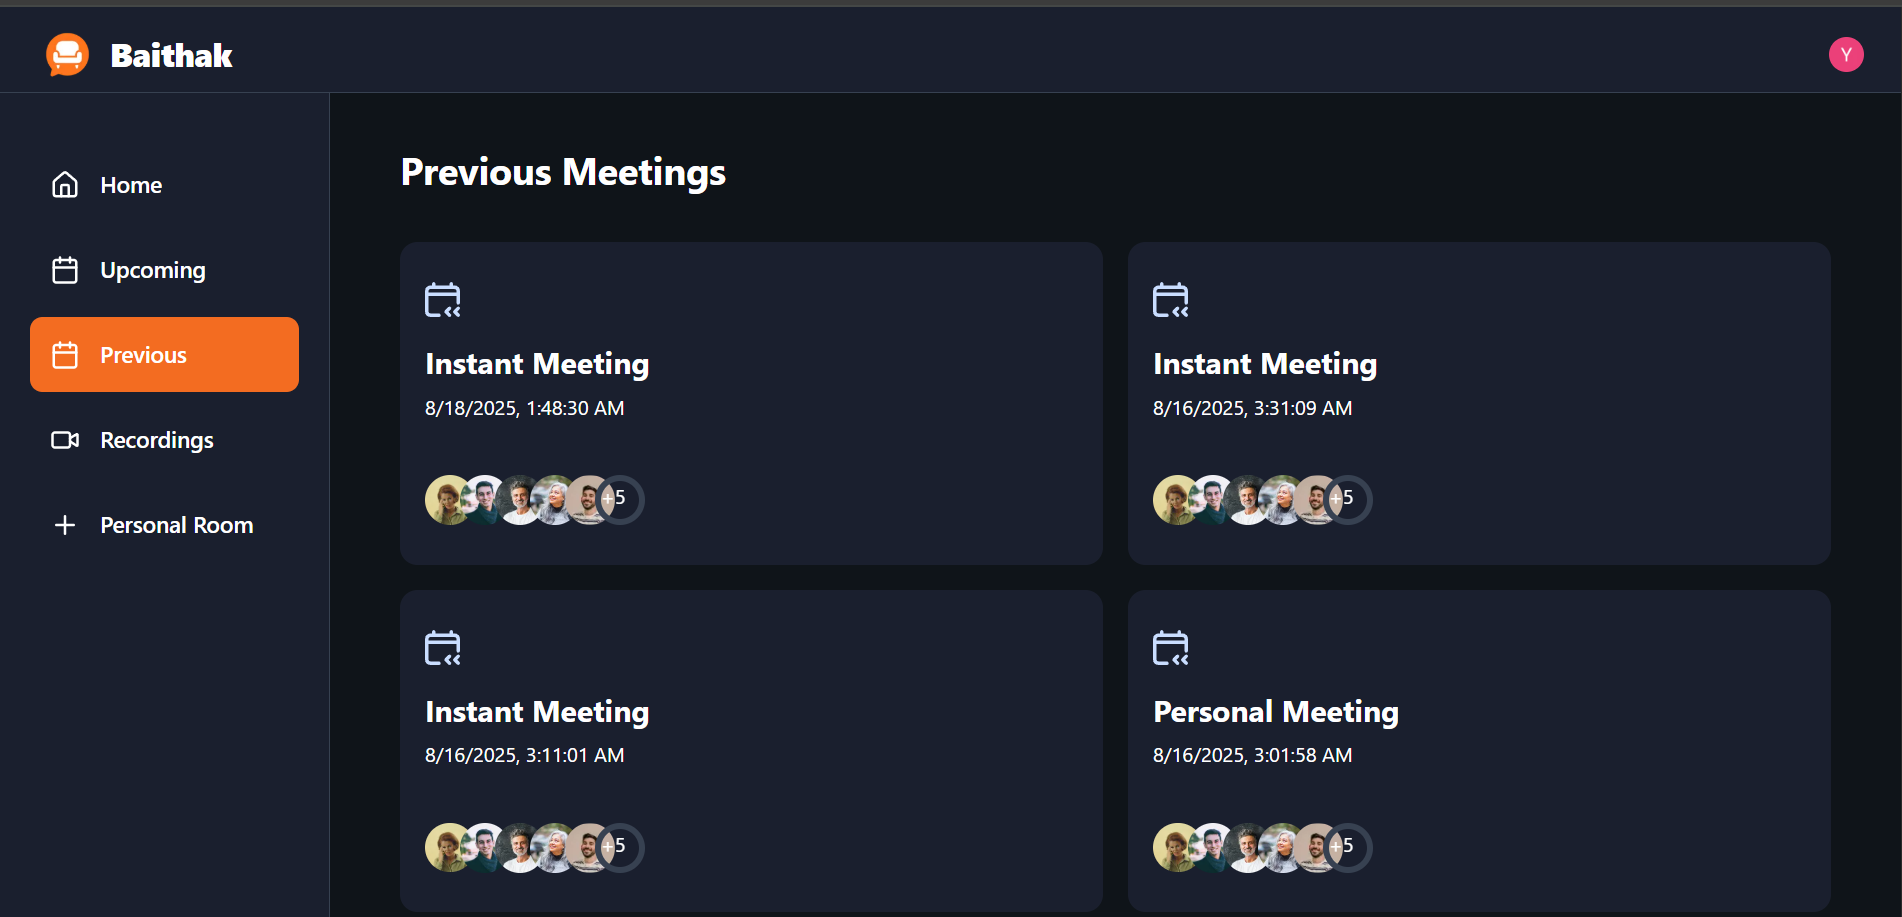 Baithak
Y
Home
Upcoming
Previous
Recordings
Personal Room
Previous Meetings
Instant Meeting
8/18/2025, 1:48:30 AM
+5
Instant Meeting
8/16/2025, 3:31:09 AM
+5
Instant Meeting
8/16/2025, 3:11:01 AM
+5
Personal Meeting
8/16/2025, 3:01:58 AM
+5